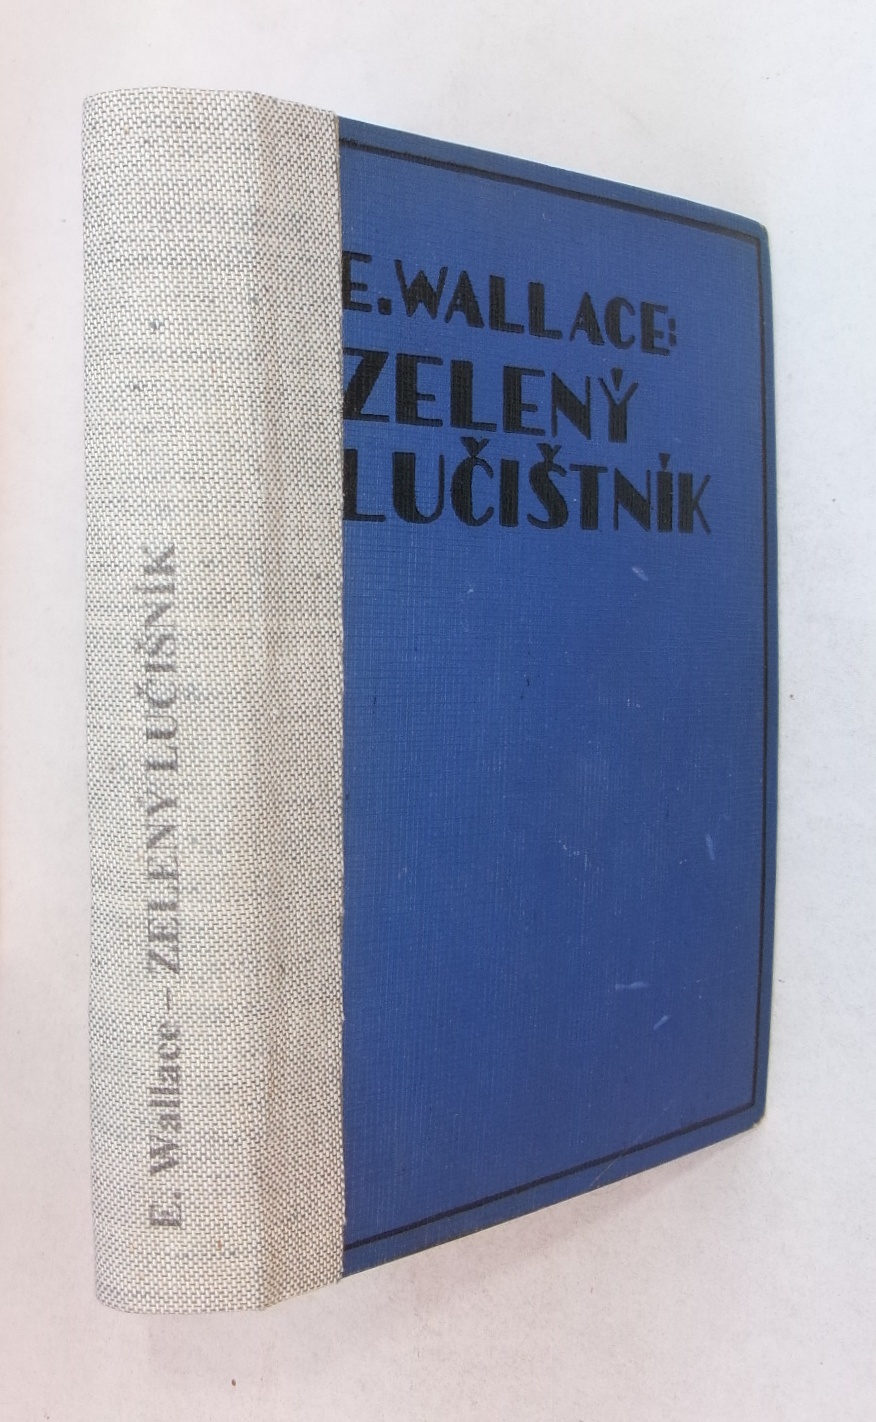 E. WALLACE:
ZELENÝ
LUČIŠTNÍK
E. Wallace – ZELENÝ LUČIŠNÍK